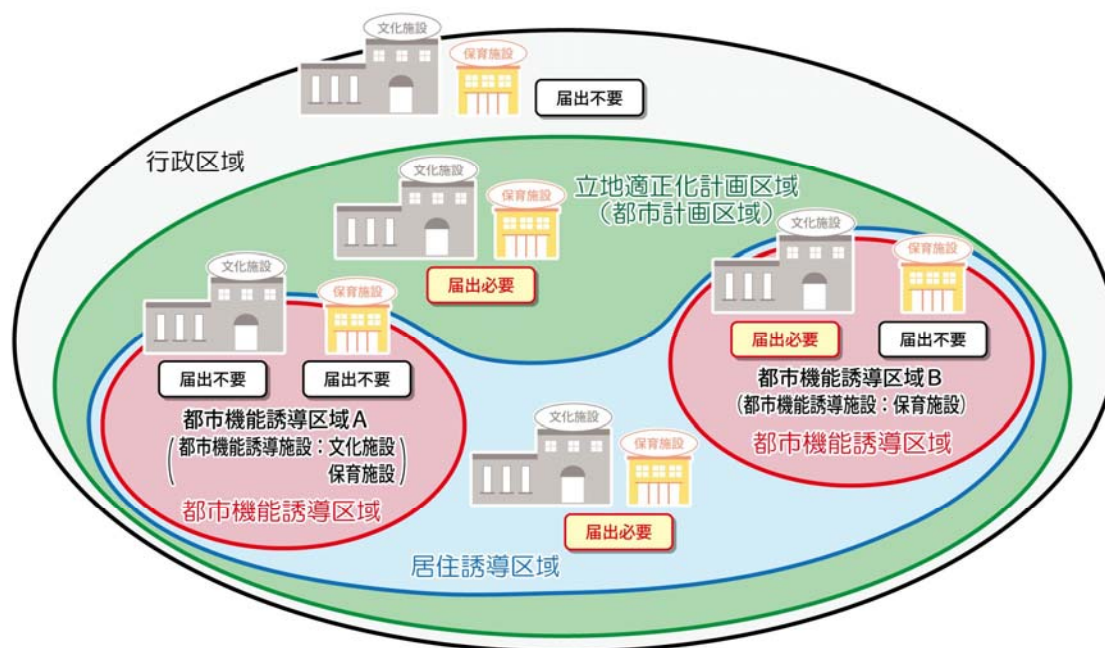 文化施設
保育施設
届出不要
行政区域
文化施設
保育施設
立地適正化計画区域
（都市計画区域）
届出必要
文化施設
保育施設
届出不要
届出不要
都市機能誘導区域Ａ
（都市機能誘導施設：文化施設
保育施設）
都市機能誘導区域
文化施設
保育施設
届出必要
届出不要
都市機能誘導区域Ｂ
（都市機能誘導施設：保育施設）
都市機能誘導区域
文化施設
保育施設
届出必要
居住誘導区域